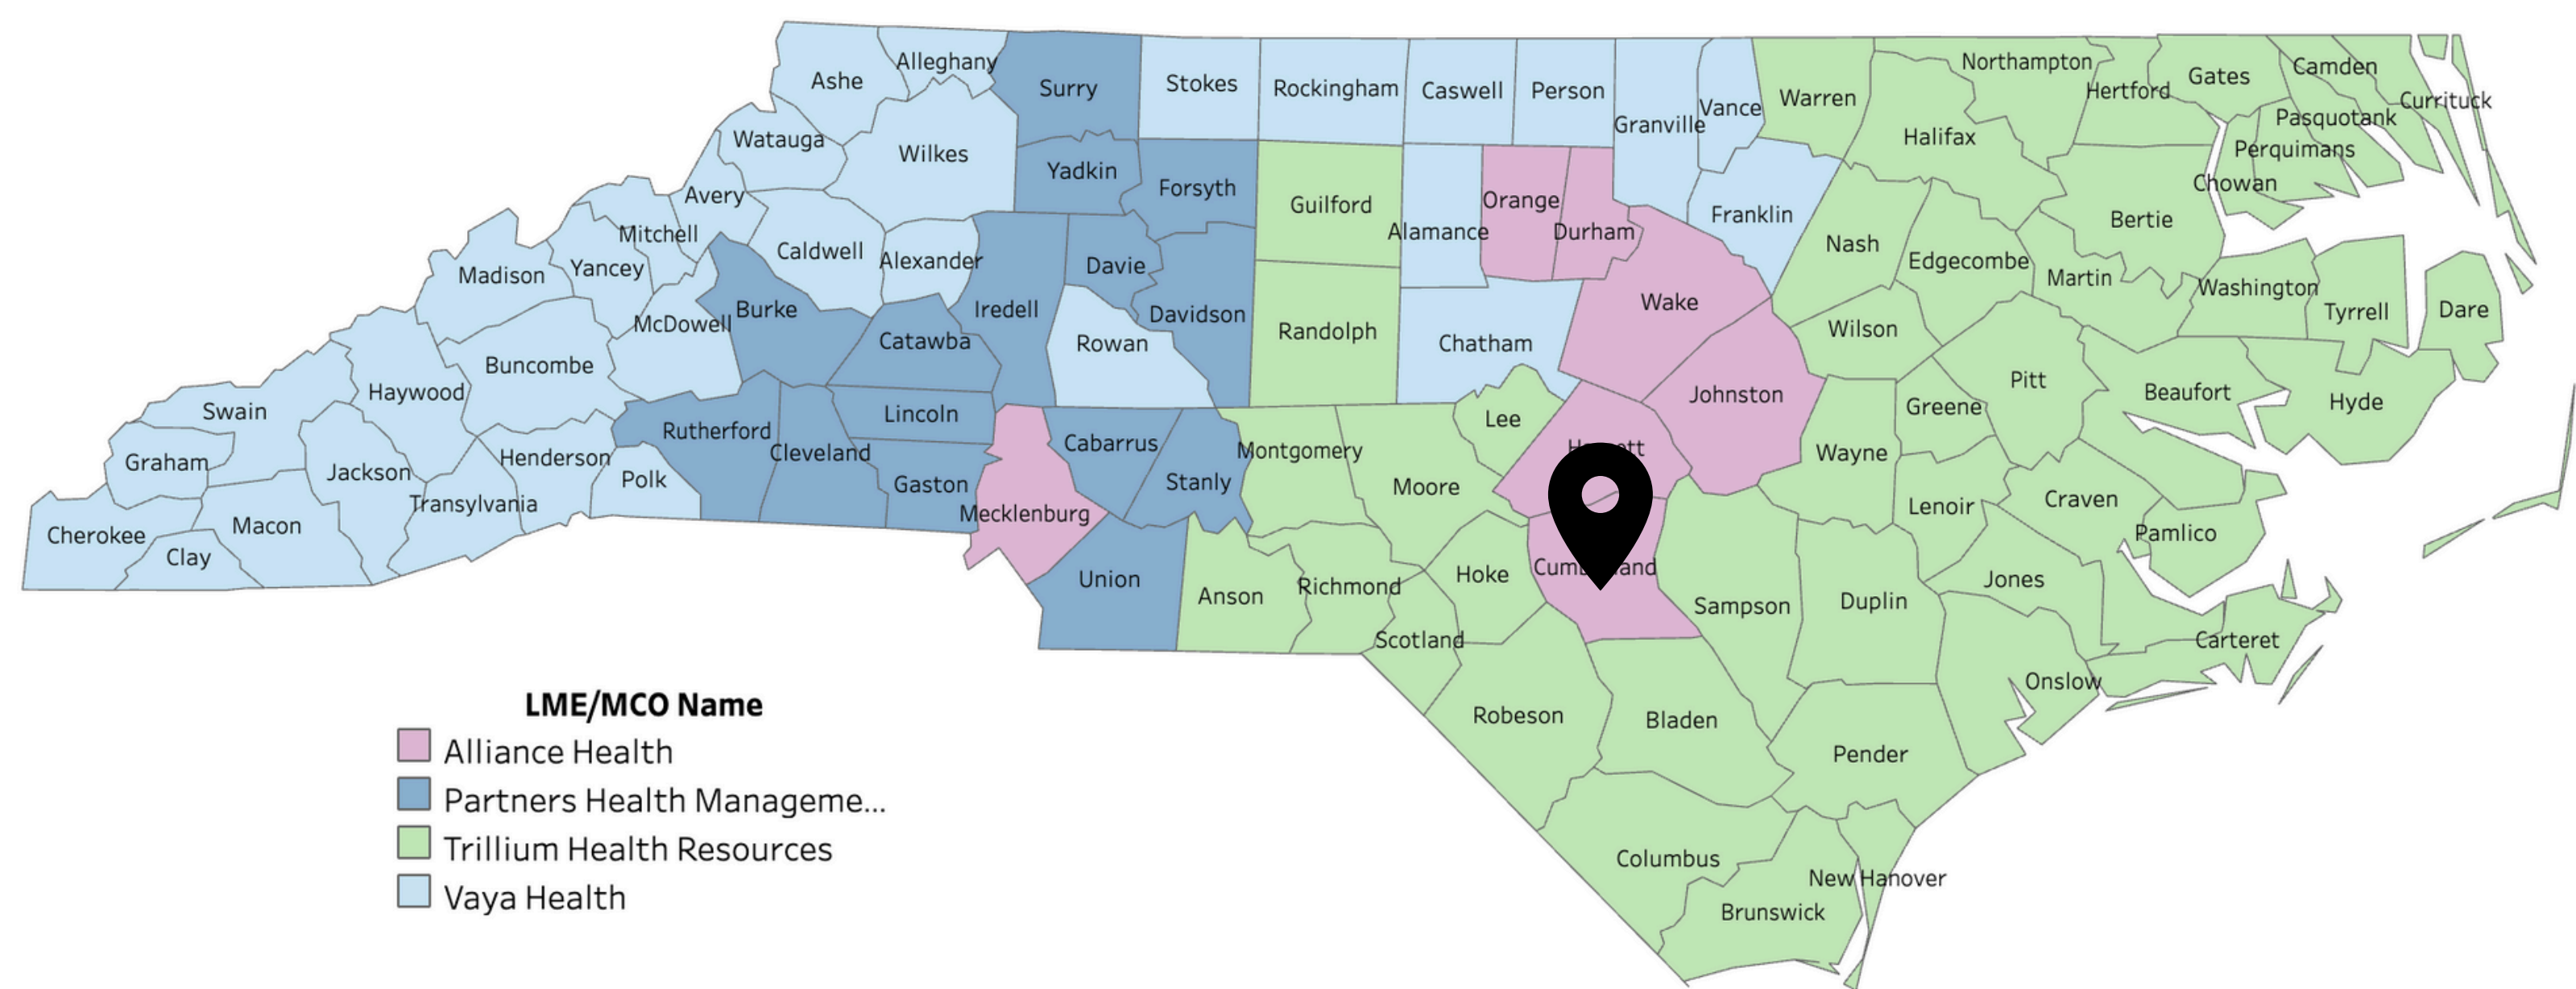 Ashe
Alleghany
Surry
Stokes
Rockingham
Caswell
Person
Granville
Vance
Warren
Northampton
Hertford
Gates
Camden
Currituck
Pasquotank
Perquimans
Chowan
Halifax
Watauga
Wilkes
Yadkin
Forsyth
Guilford
Alamance
Orange
Durham
Franklin
Nash
Edgecombe
Bertie
Martin
Washington
Tyrrell
Dare
Avery
Mitchell
Yancey
Madison
Caldwell
Alexander
Iredell
Davie
Davidson
Randolph
Chatham
Wake
Wilson
Johnston
Pitt
Greene
Beaufort
Hyde
McDowell
Burke
Catawba
Rowan
Buncombe
Haywood
Swain
Graham
Jackson
Henderson
Transylvania
Polk
Rutherford
Cleveland
Lincoln
Gaston
Mecklenburg
Cabarrus
Stanly
Montgomery
Moore
Lee
Wayne
Lenoir
Craven
Pamlico
Cherokee
Clay
Macon
Union
Anson
Richmond
Scotland
Hoke
Sampson
Duplin
Jones
Carteret
Onslow
Robeson
Bladen
Pender
Columbus
New Hanover
Brunswick
LME/MCO Name
Alliance Health
Partners Health Manageme...
Trillium Health Resources
Vaya Health